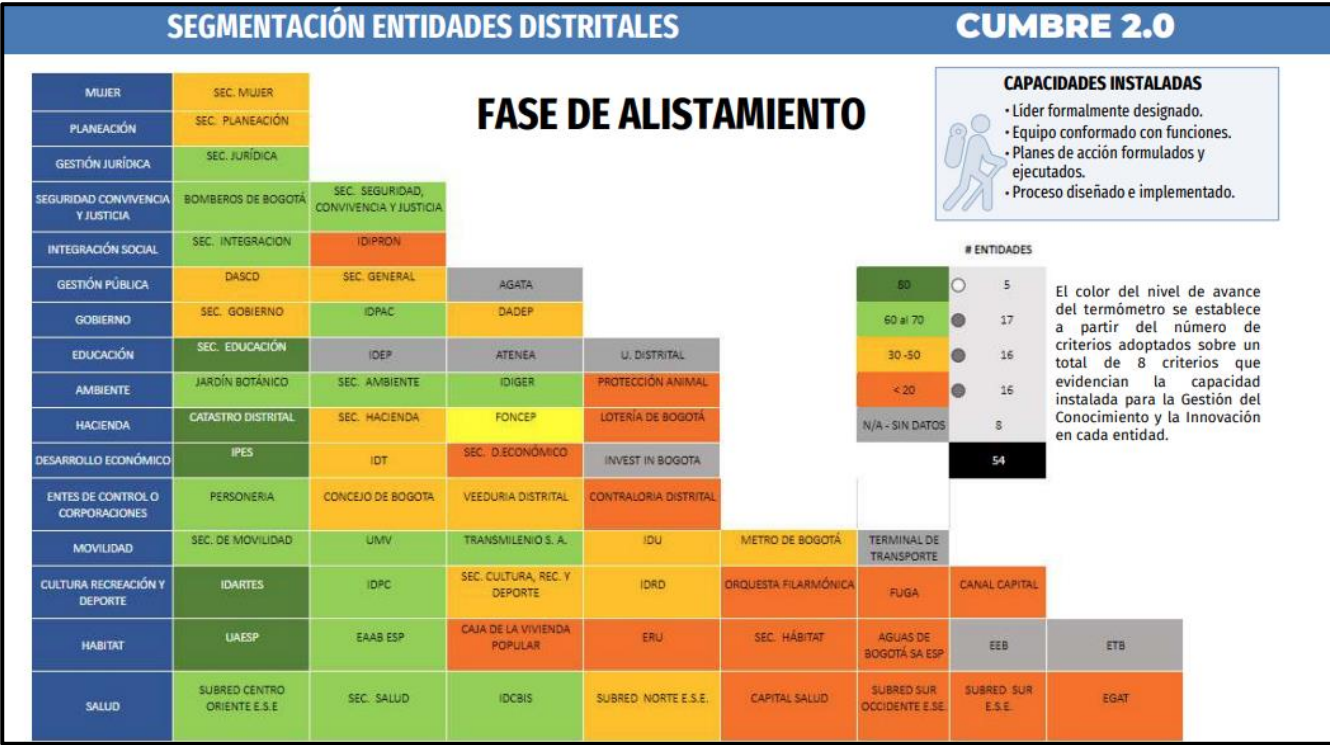 SEGMENTACIÓN ENTIDADES DISTRITALES
CUMBRE 2.0
FASE DE ALISTAMIENTO
CAPACIDADES INSTALADAS
• Líder formalmente designado.
• Equipo conformado con funciones.
• Planes de acción formulados y
ejecutados.
• Proceso diseñado e implementado.
MUJER
SEC. MUJER
PLANEACIÓN
SEC. PLANEACIÓN
GESTIÓN JURÍDICA
SEC. JURÍDICA
SEGURIDAD CONVIVENCIA
Y JUSTICIA
BOMBEROS DE BOGOTÁ
SEC. SEGURIDAD,
CONVIVENCIA Y JUSTICIA
INTEGRACIÓN SOCIAL
SEC. INTEGRACION
IDIPRON
GESTIÓN PÚBLICA
DASCD
SEC. GENERAL
AGATA
GOBIERNO
SEC. GOBIERNO
IDPAC
DADEP
EDUCACIÓN
SEC. EDUCACIÓN
IDEP
ATENEA
U. DISTRITAL
AMBIENTE
JARDÍN BOTÁNICO
SEC. AMBIENTE
IDIGER
PROTECCIÓN ANIMAL
HACIENDA
CATASTRO DISTRITAL
SEC. HACIENDA
FONCEP
LOTERÍA DE BOGOTÁ
DESARROLLO ECONÓMICO
IPES
IDT
SEC. D.ECONÓMICO
INVEST IN BOGOTA
ENTES DE CONTROL O
CORPORACIONES
PERSONERIA
CONCEJO DE BOGOTA
VEEDURIA DISTRITAL
CONTRALORIA DISTRITAL
MOVILIDAD
SEC. DE MOVILIDAD
UMV
TRANSMILENIO S. A.
IDU
METRO DE BOGOTÁ
TERMINAL DE
TRANSPORTE
CULTURA RECREACIÓN Y
DEPORTE
IDARTES
IDPC
SEC. CULTURA, REC. Y
DEPORTE
IDRD
ORQUESTA FILARMÓNICA
FUGA
CANAL CAPITAL
HABITAT
UAESP
EAAB ESP
CAJA DE LA VIVIENDA
POPULAR
ERU
SEC. HÁBITAT
AGUAS DE
BOGOTÁ SA ESP
EEB
ETB
SALUD
SUBRED CENTRO
ORIENTE E.S.E
SEC. SALUD
IDCBIS
SUBRED NORTE E.S.E.
CAPITAL SALUD
SUBRED SUR
OCCIDENTE E.SE.
SUBRED SUR
E.S.E.
EGAT
# ENTIDADES
80
5
60 al 70
17
30 -50
16
< 20
16
N/A - SIN DATOS
8
54
El color del nivel de avance
del termómetro se establece
a partir del número de
criterios adoptados sobre un
total de 8 criterios que
evidencian la capacidad
instalada para la Gestión del
Conocimiento y la Innovación
en cada entidad.